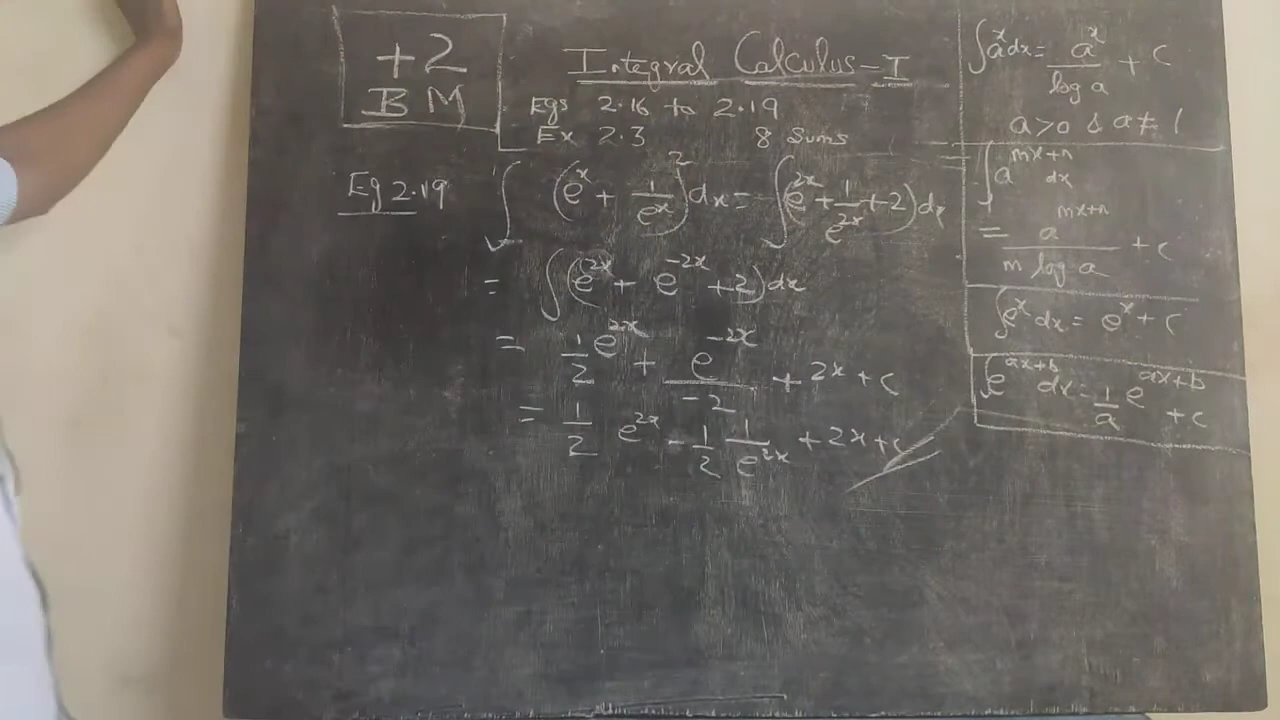 +2
BM
Integral Calculus - I
Egs 2.16 to 2.19
Ex 2.3 8 Sums
Eg 2.19 ∫ (e^x + 1/e^x)^2 dx = ∫(e^2x + 1/e^2x + 2) dx
= ∫(e^2x + e^-2x + 2) dx
= 1/2 e^2x + e^-2x/-2 + 2x + c
= 1/2 e^2x - 1/2 1/e^2x + 2x + c
∫a^x dx = a^x/log a + c
a>0 & a≠1
∫a^mx+n dx
= a^mx+n/m log a + c
∫e^x dx = e^x + c
∫e^ax+b dx = 1/a e^ax+b + c